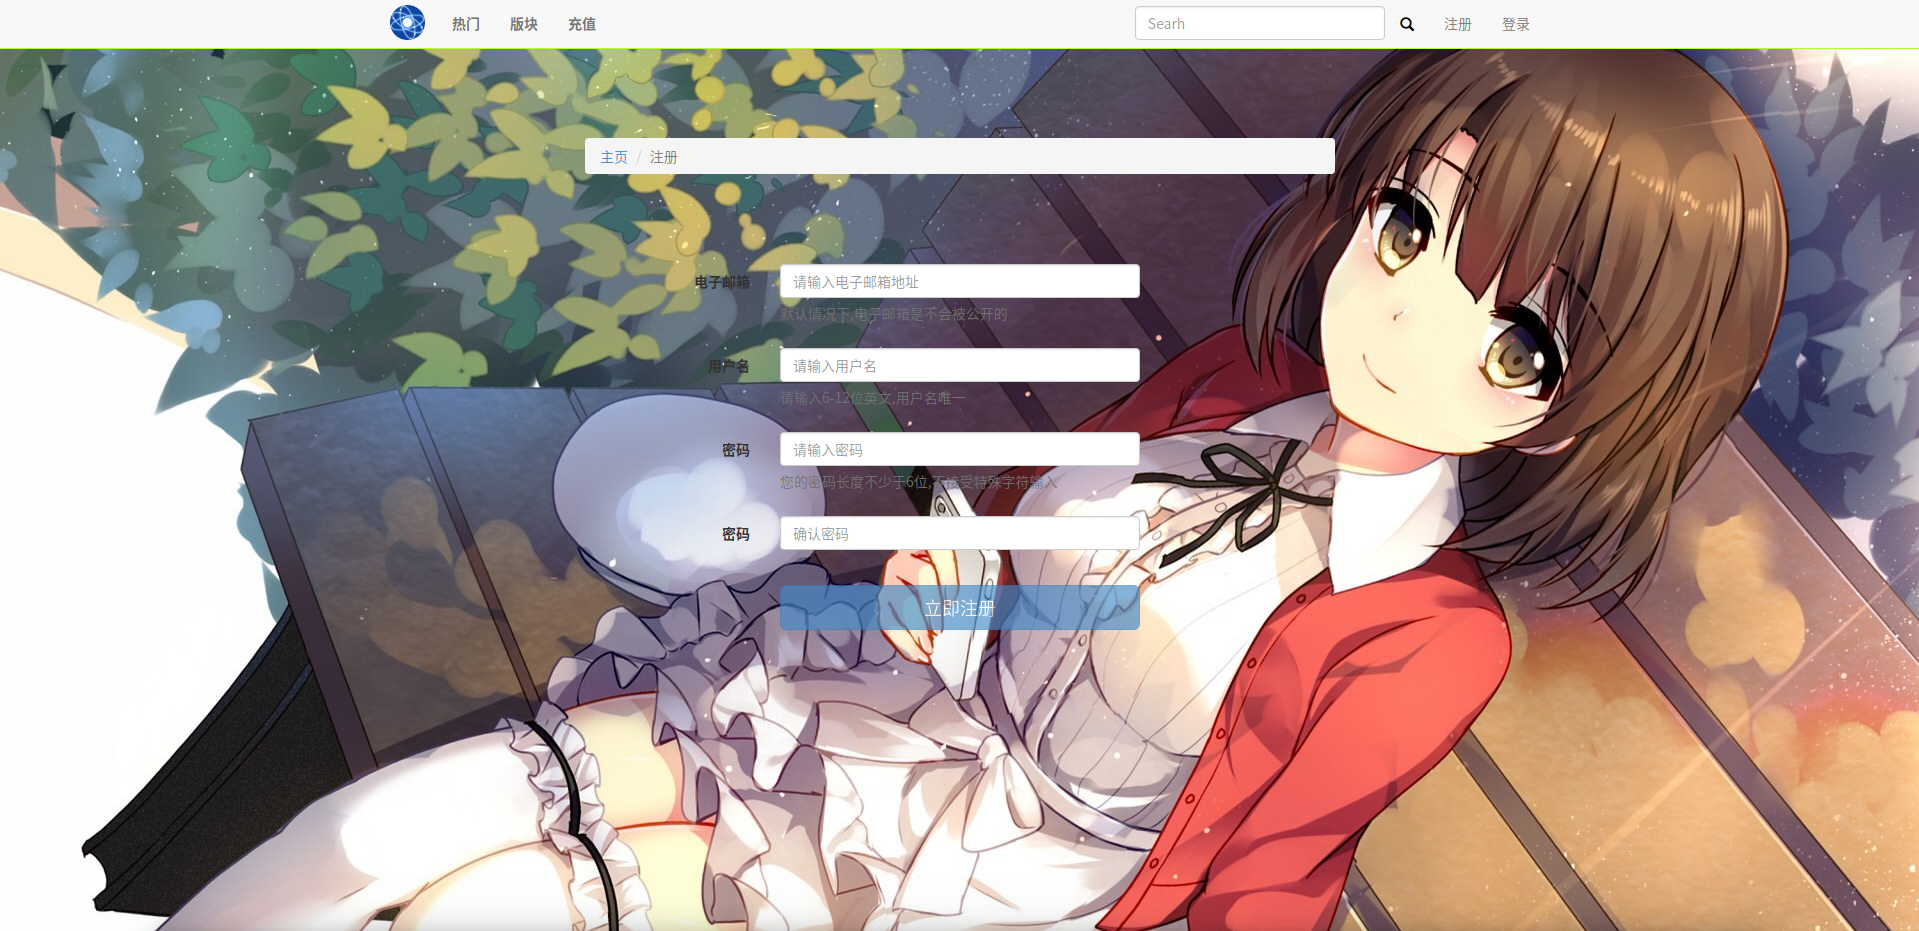 热门 版块 充值 Searh 注册 登录
主页 / 注册
电子邮箱 请输入电子邮箱地址
默认情况下,电子邮箱是不会被公开的
用户名 请输入用户名
请输入6-12位英文,用户名唯一
密码 请输入密码
您的密码长度不少于6位,不接受特殊字符输入
密码 确认密码
立即注册